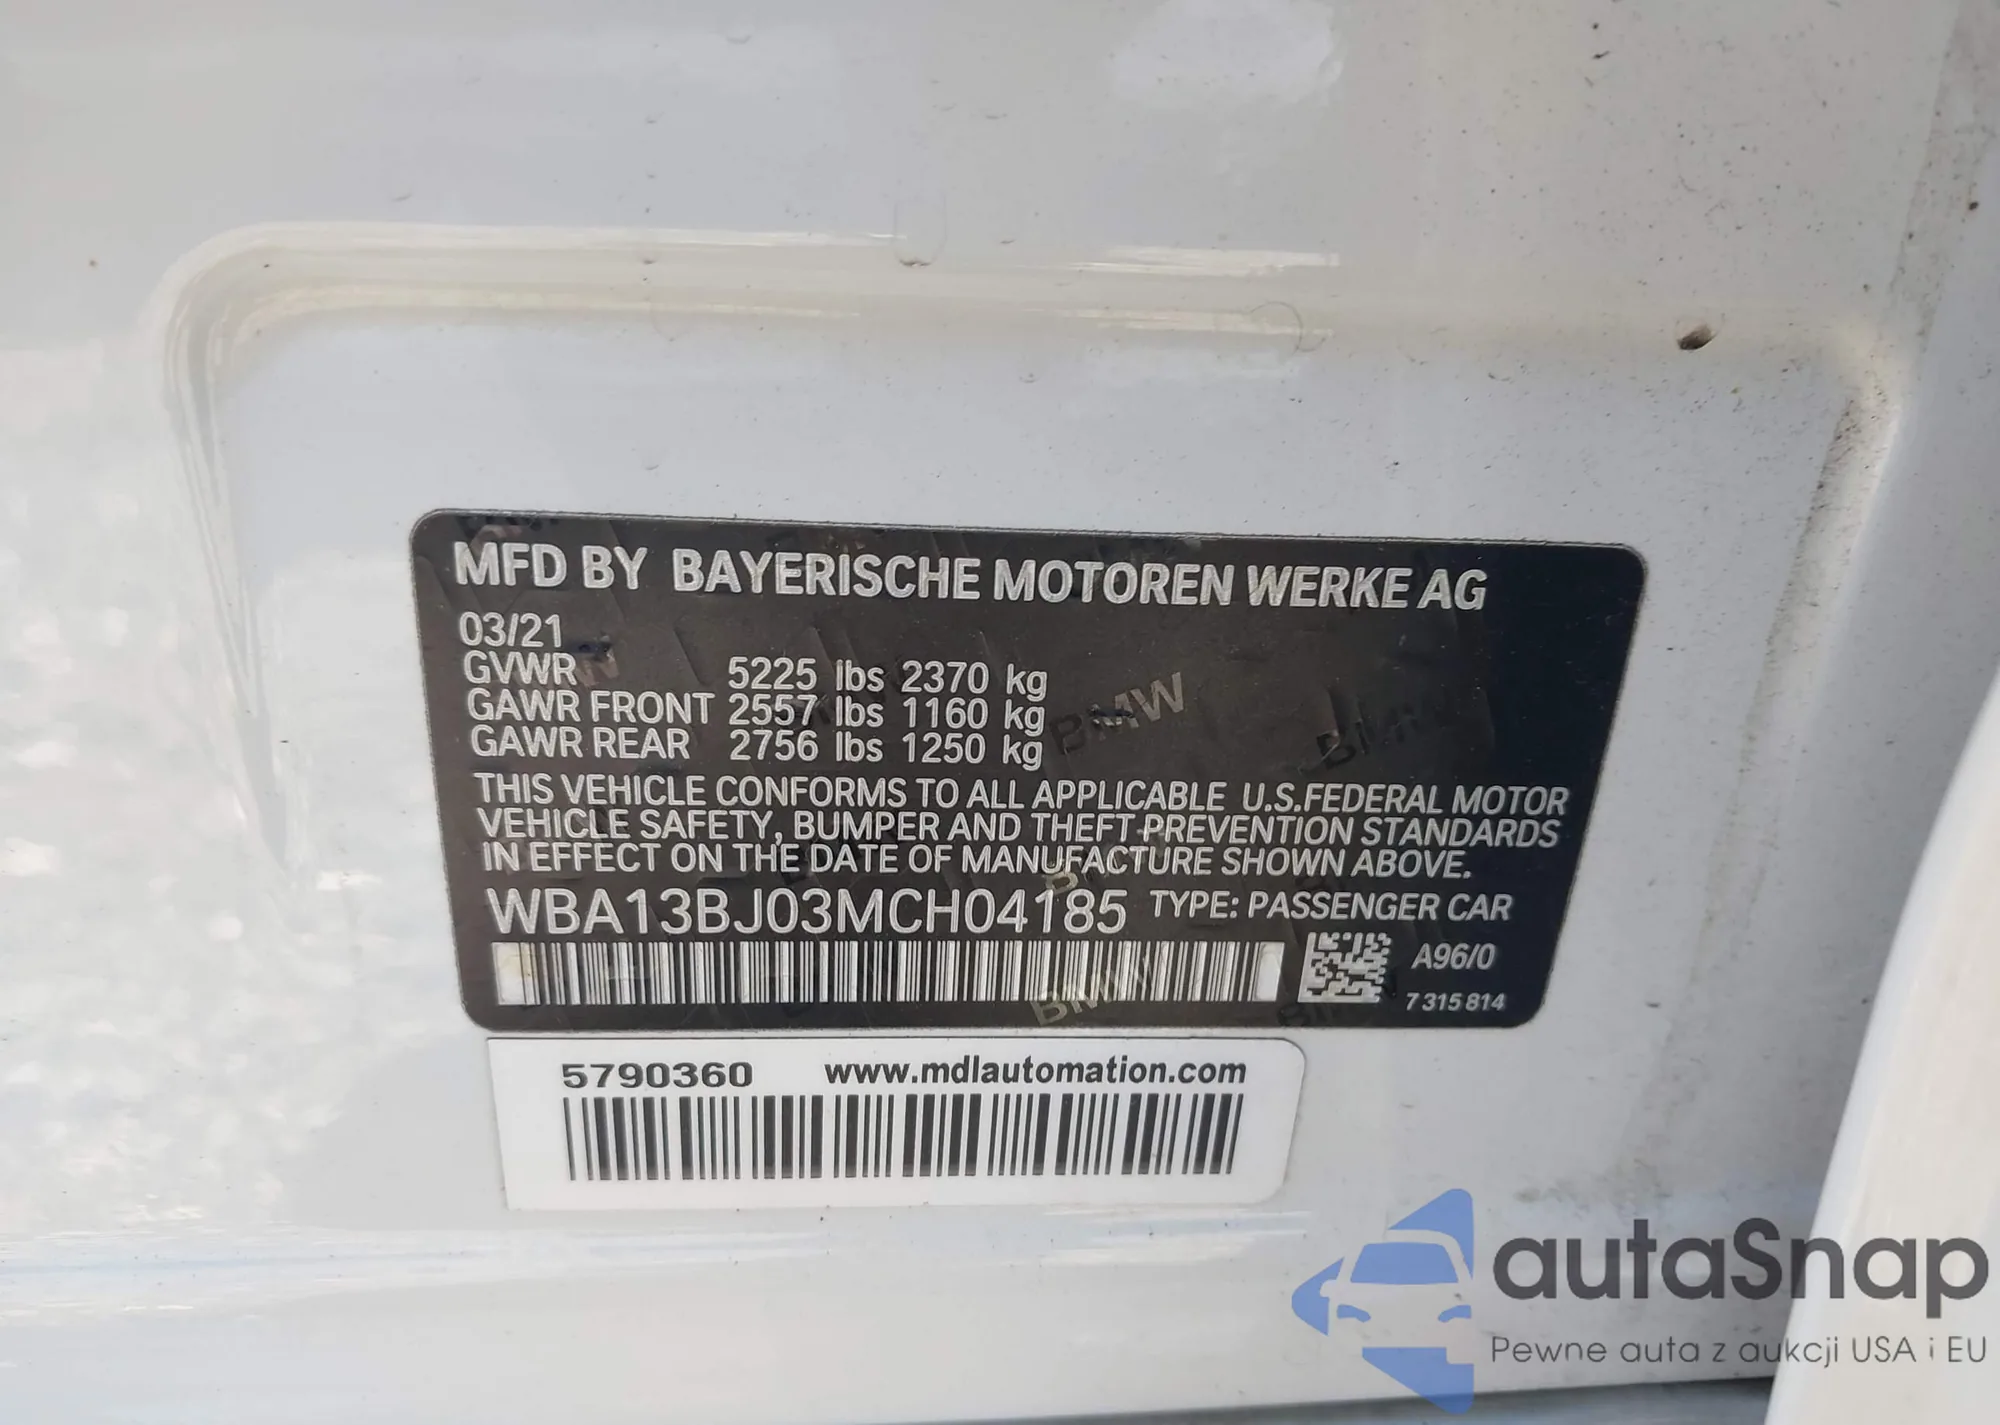 MFD BY BAYERISCHE MOTOREN WERKE AG
03/21
GVWR 5225 lbs 2370 kg
GAWR FRONT 2557 lbs 1160 kg
GAWR REAR 2756 lbs 1250 kg
THIS VEHICLE CONFORMS TO ALL APPLICABLE U.S.FEDERAL MOTOR
VEHICLE SAFETY, BUMPER AND THEFT PREVENTION STANDARDS
IN EFFECT ON THE DATE OF MANUFACTURE SHOWN ABOVE.
WBA13BJ03MCH04185 TYPE: PASSENGER CAR
A96/0
7 315 814
BMW
BMW
BMW
5790360 www.mdlautomation.com
autaSnap
Pewne auta z aukcji USA i EU